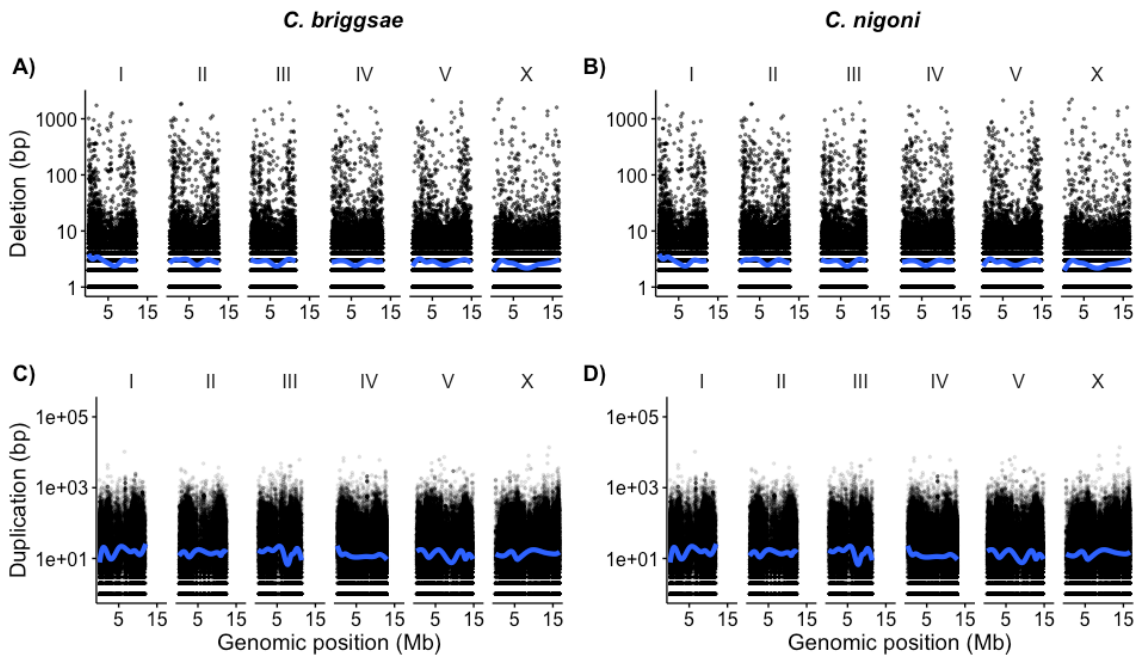 C. briggsae C. nigoni
A) I II III IV V X B) I II III IV V X
Deletion (bp)
1000 1000
100 100
10 10
1 1
5 15 5 15 5 15 5 15 5 15 5 15 5 15 5 15 5 15 5 15 5 15 5 15
C) I II III IV V X D) I II III IV V X
Duplication (bp)
1e+05 1e+05
1e+03 1e+03
1e+01 1e+01
5 15 5 15 5 15 5 15 5 15 5 15 5 15 5 15 5 15 5 15 5 15 5 15
Genomic position (Mb) Genomic position (Mb)